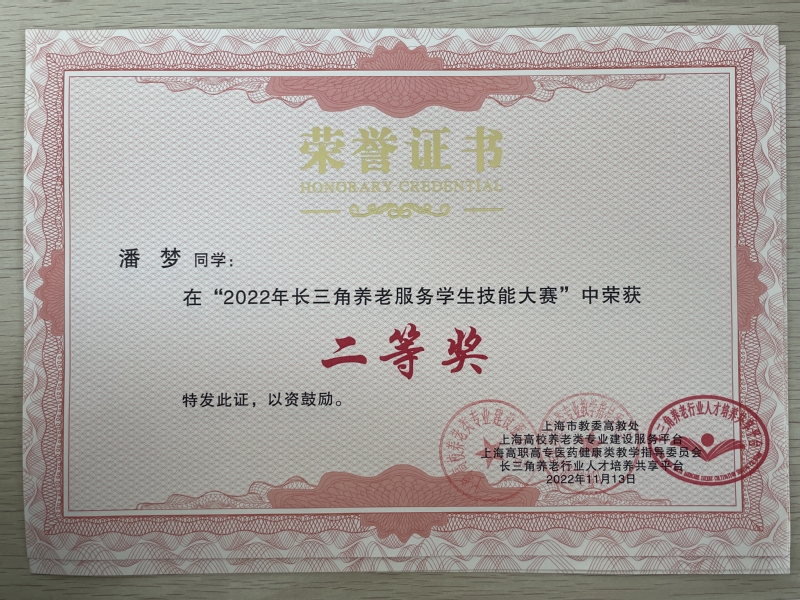 荣誉证书
HONORARY CREDENTIAL
潘 梦 同学：
在“2022年长三角养老服务学生技能大赛”中荣获
二等奖
特发此证，以资鼓励。
上海市教委高教处
上海高校养老类专业建设服务平台
上海高职高专医药健康类教学指导委员会
长三角养老行业人才培养共享平台
2022年11月13日